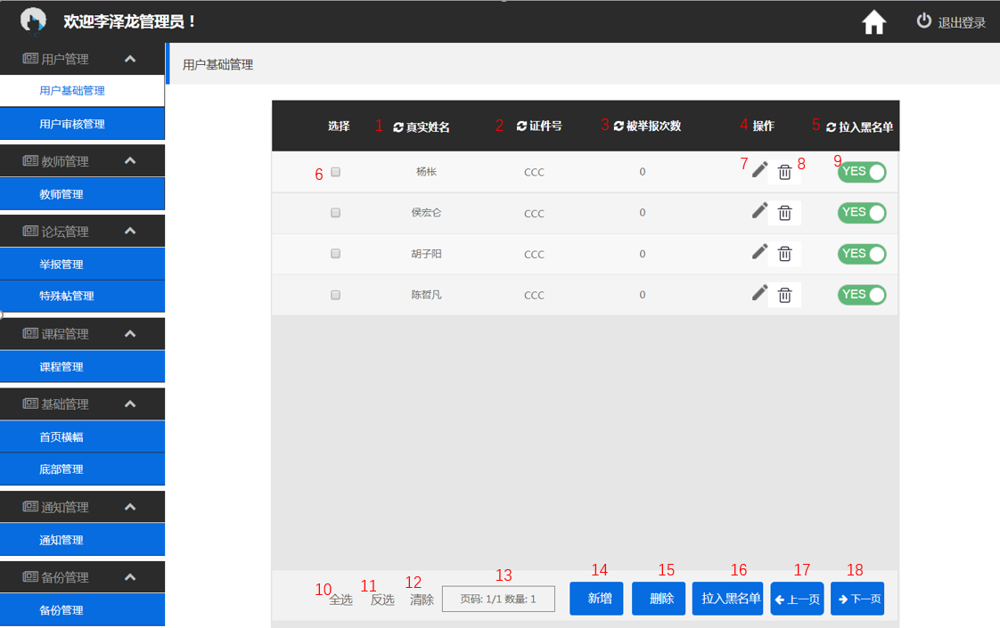 欢迎李泽龙管理员！
退出登录
用户管理
用户基础管理
用户审核管理
教师管理
教师管理
论坛管理
举报管理
特殊帖管理
课程管理
课程管理
基础管理
首页横幅
底部管理
通知管理
通知管理
备份管理
备份管理
用户基础管理
选择 1 真实姓名 2 证件号 3 被举报次数 4 操作 5 拉入黑名单
6 杨枨 CCC 0 7 8 9 YES
侯宏仑 CCC 0 YES
胡子阳 CCC 0 YES
陈哲凡 CCC 0 YES
10 11 12 13 14 15 16 17 18
全选 反选 清除 页码: 1/1 数量: 1 新增 删除 拉入黑名单 上一页 下一页